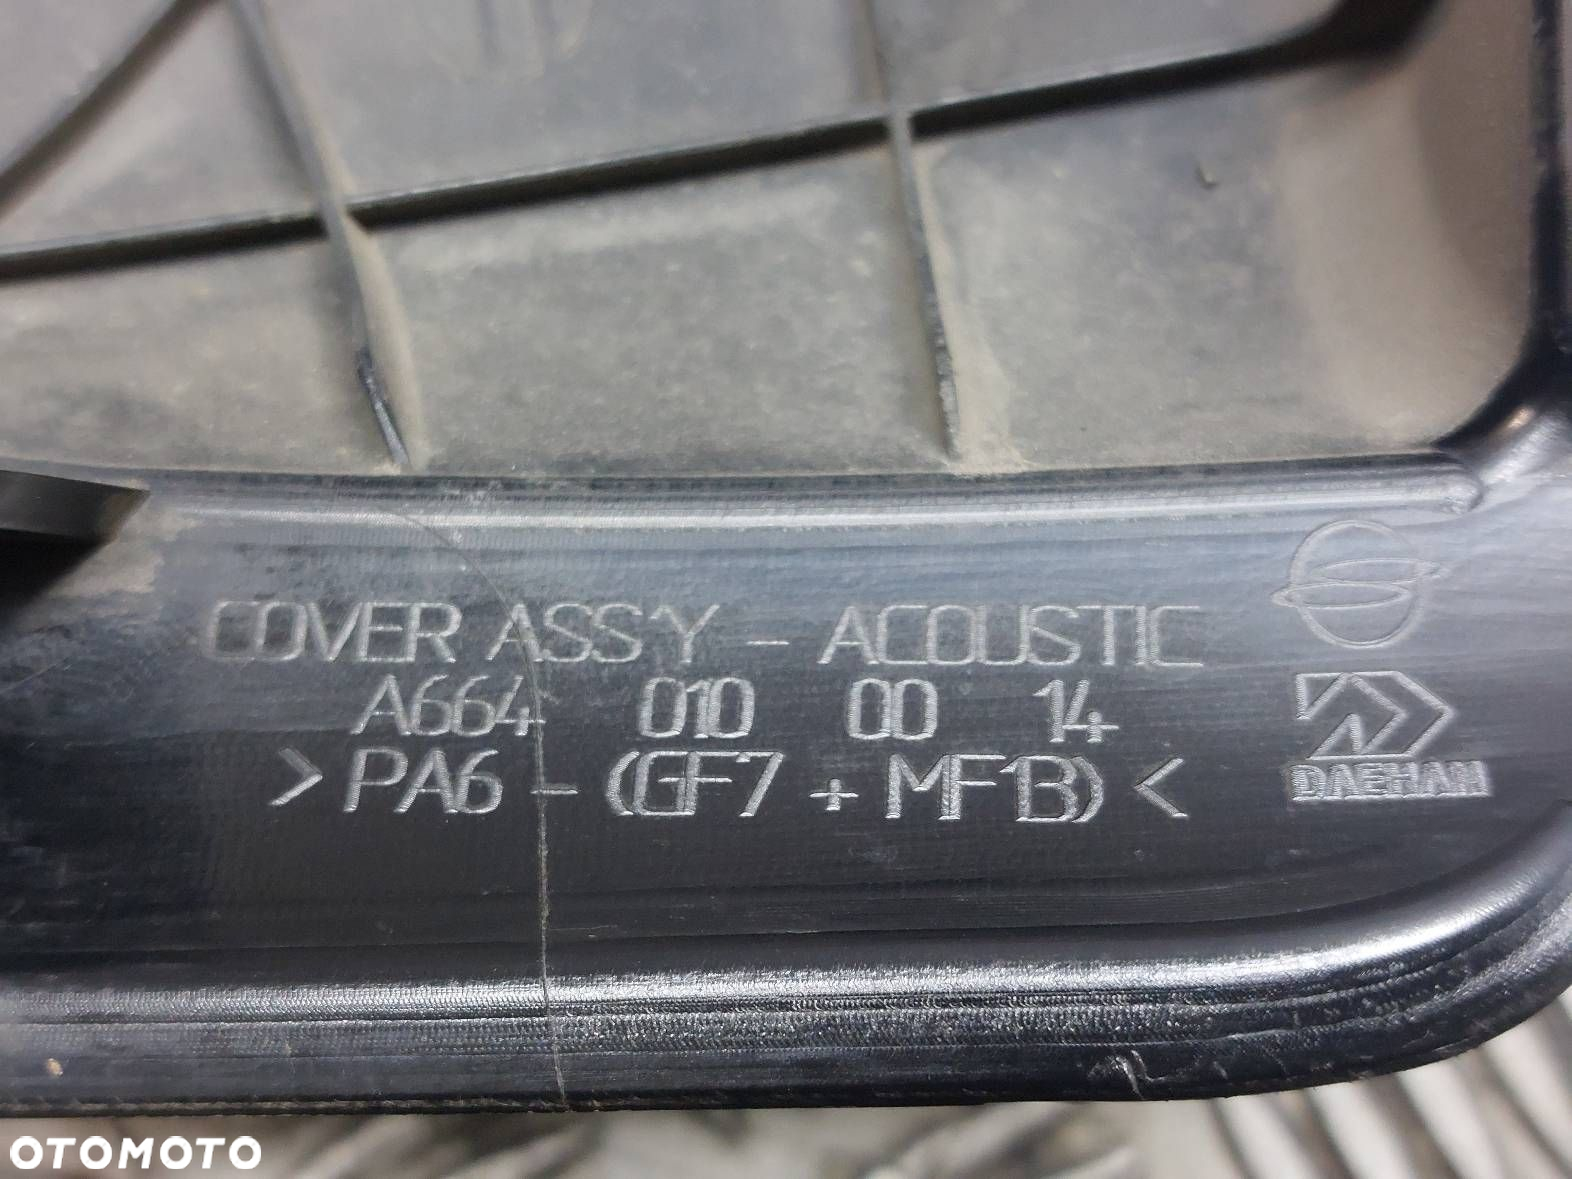 COVER ASS'Y - ACOUSTIC
A664 010 00 14
>PA6 - (GF7 + MF13)<
DAEHAN
OTOMOTO